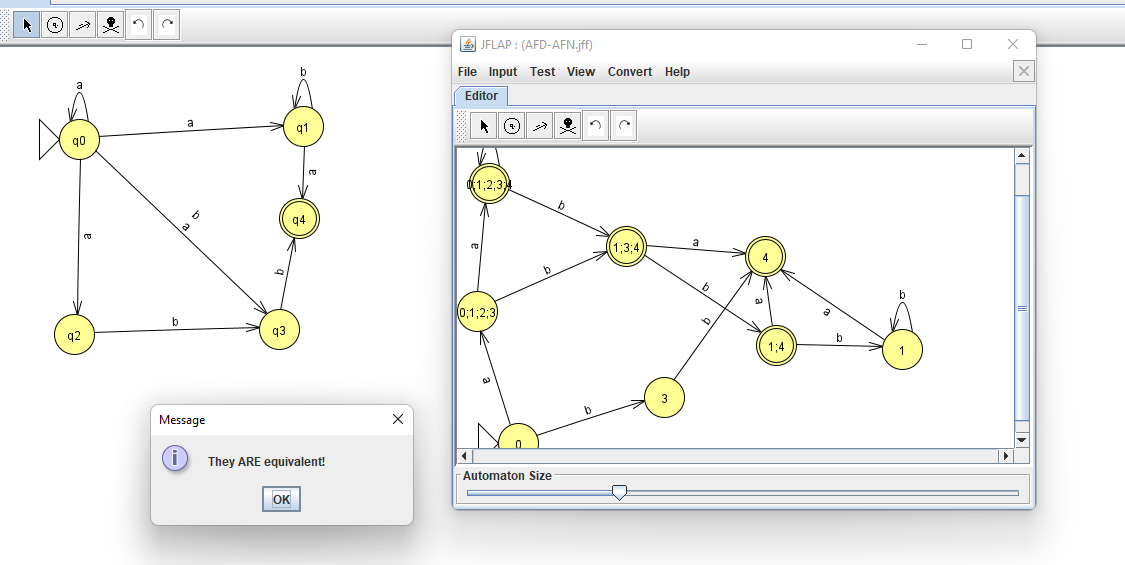 JFLAP : (AFD-AFN.jff)
File Input Test View Convert Help
Editor
a
b
q0
a
q1
a
b
a
a
q4
b
q2
b
q3
0;1;2;3;4
b
a
1;3;4
a
4
b
b
0;1;2;3
b
a
a
b
1;4
b
1
a
b
3
0
Automaton Size
Message
They ARE equivalent!
OK